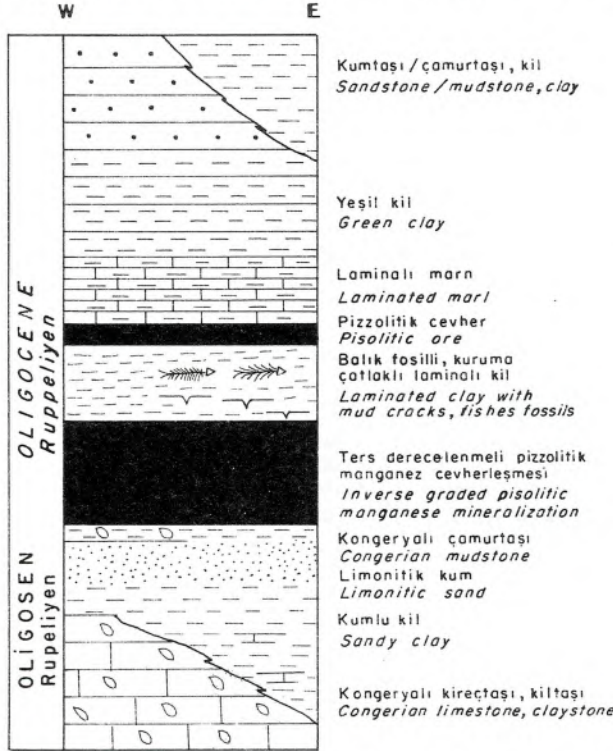 W E
Kumtaşı/çamurtaşı, kil
Sandstone/mudstone, clay
Yeşil kil
Green clay
Laminalı marn
Laminated marl
Pizzolitik cevher
Pisolitic ore
Balık fosilli, kuruma
çatlaklı laminalı kil
Laminated clay with
mud cracks, fishes fossils
Ters derecelenmeli pizzolitik
manganez cevherleşmesi
Inverse graded pisolitic
manganese mineralization
Kongeryalı çamurtaşı
Congerian mudstone
Limonitik kum
Limonitic sand
Kumlu kil
Sandy clay
Kongeryalı kireçtaşı, kiltaşı
Congerian limestone, claystone
OLIGOCENE
Ruppeliyen
OLİGOSEN
Rupeliyen